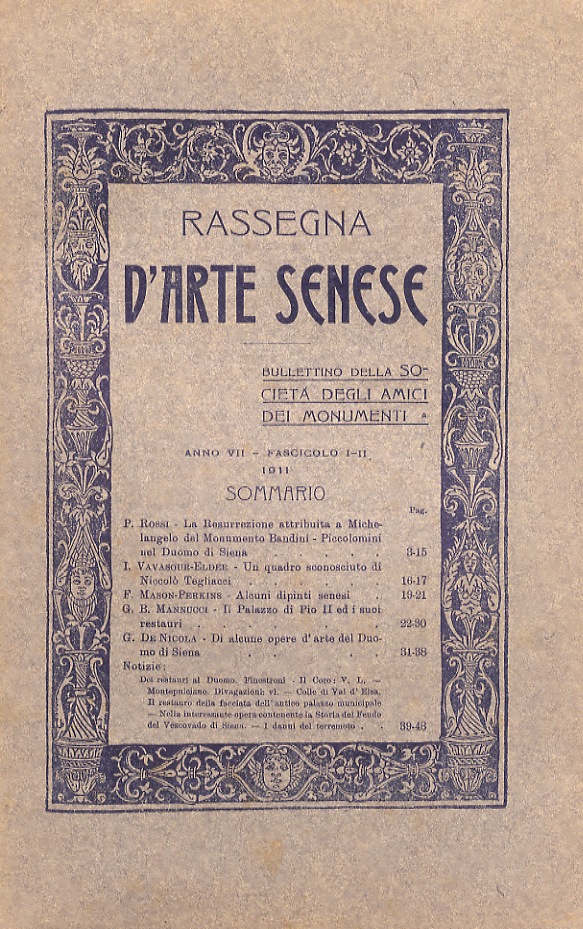 RASSEGNA
D'ARTE SENESE
BULLETTINO DELLA SO-
CIETÀ DEGLI AMICI
DEI MONUMENTI
ANNO VII - FASCICOLO I-II
1911
SOMMARIO
Pag.
P. ROSSI - La Resurrezione attribuita a Miche-
langelo del Monumento Bandini - Piccolomini
nel Duomo di Siena . . . . 3-15
I. VAVASOUR-ELDER - Un quadro sconosciuto di
Niccolò Tegliacci . . . . . 16-17
F. MASON-PERKINS - Alcuni dipinti senesi . 19-21
G. B. MANNUCCI - Il Palazzo di Pio II ed i suoi
restauri . . . . . . . 22-30
G. DE NICOLA - Di alcune opere d'arte del Duo-
mo di Siena . . . . 31-38
Notizie:
Dei restauri al Duomo. Finestroni - Il Coro: V. L. —
Montepulciano. Divagazioni: vl. — Colle di Val d'Elsa.
Il restauro della facciata dell'antico palazzo municipale
— Nella interessante opera contenente la Storia del Feudo
del Vescovado di Siena. — I danni del terremoto . . 39-48